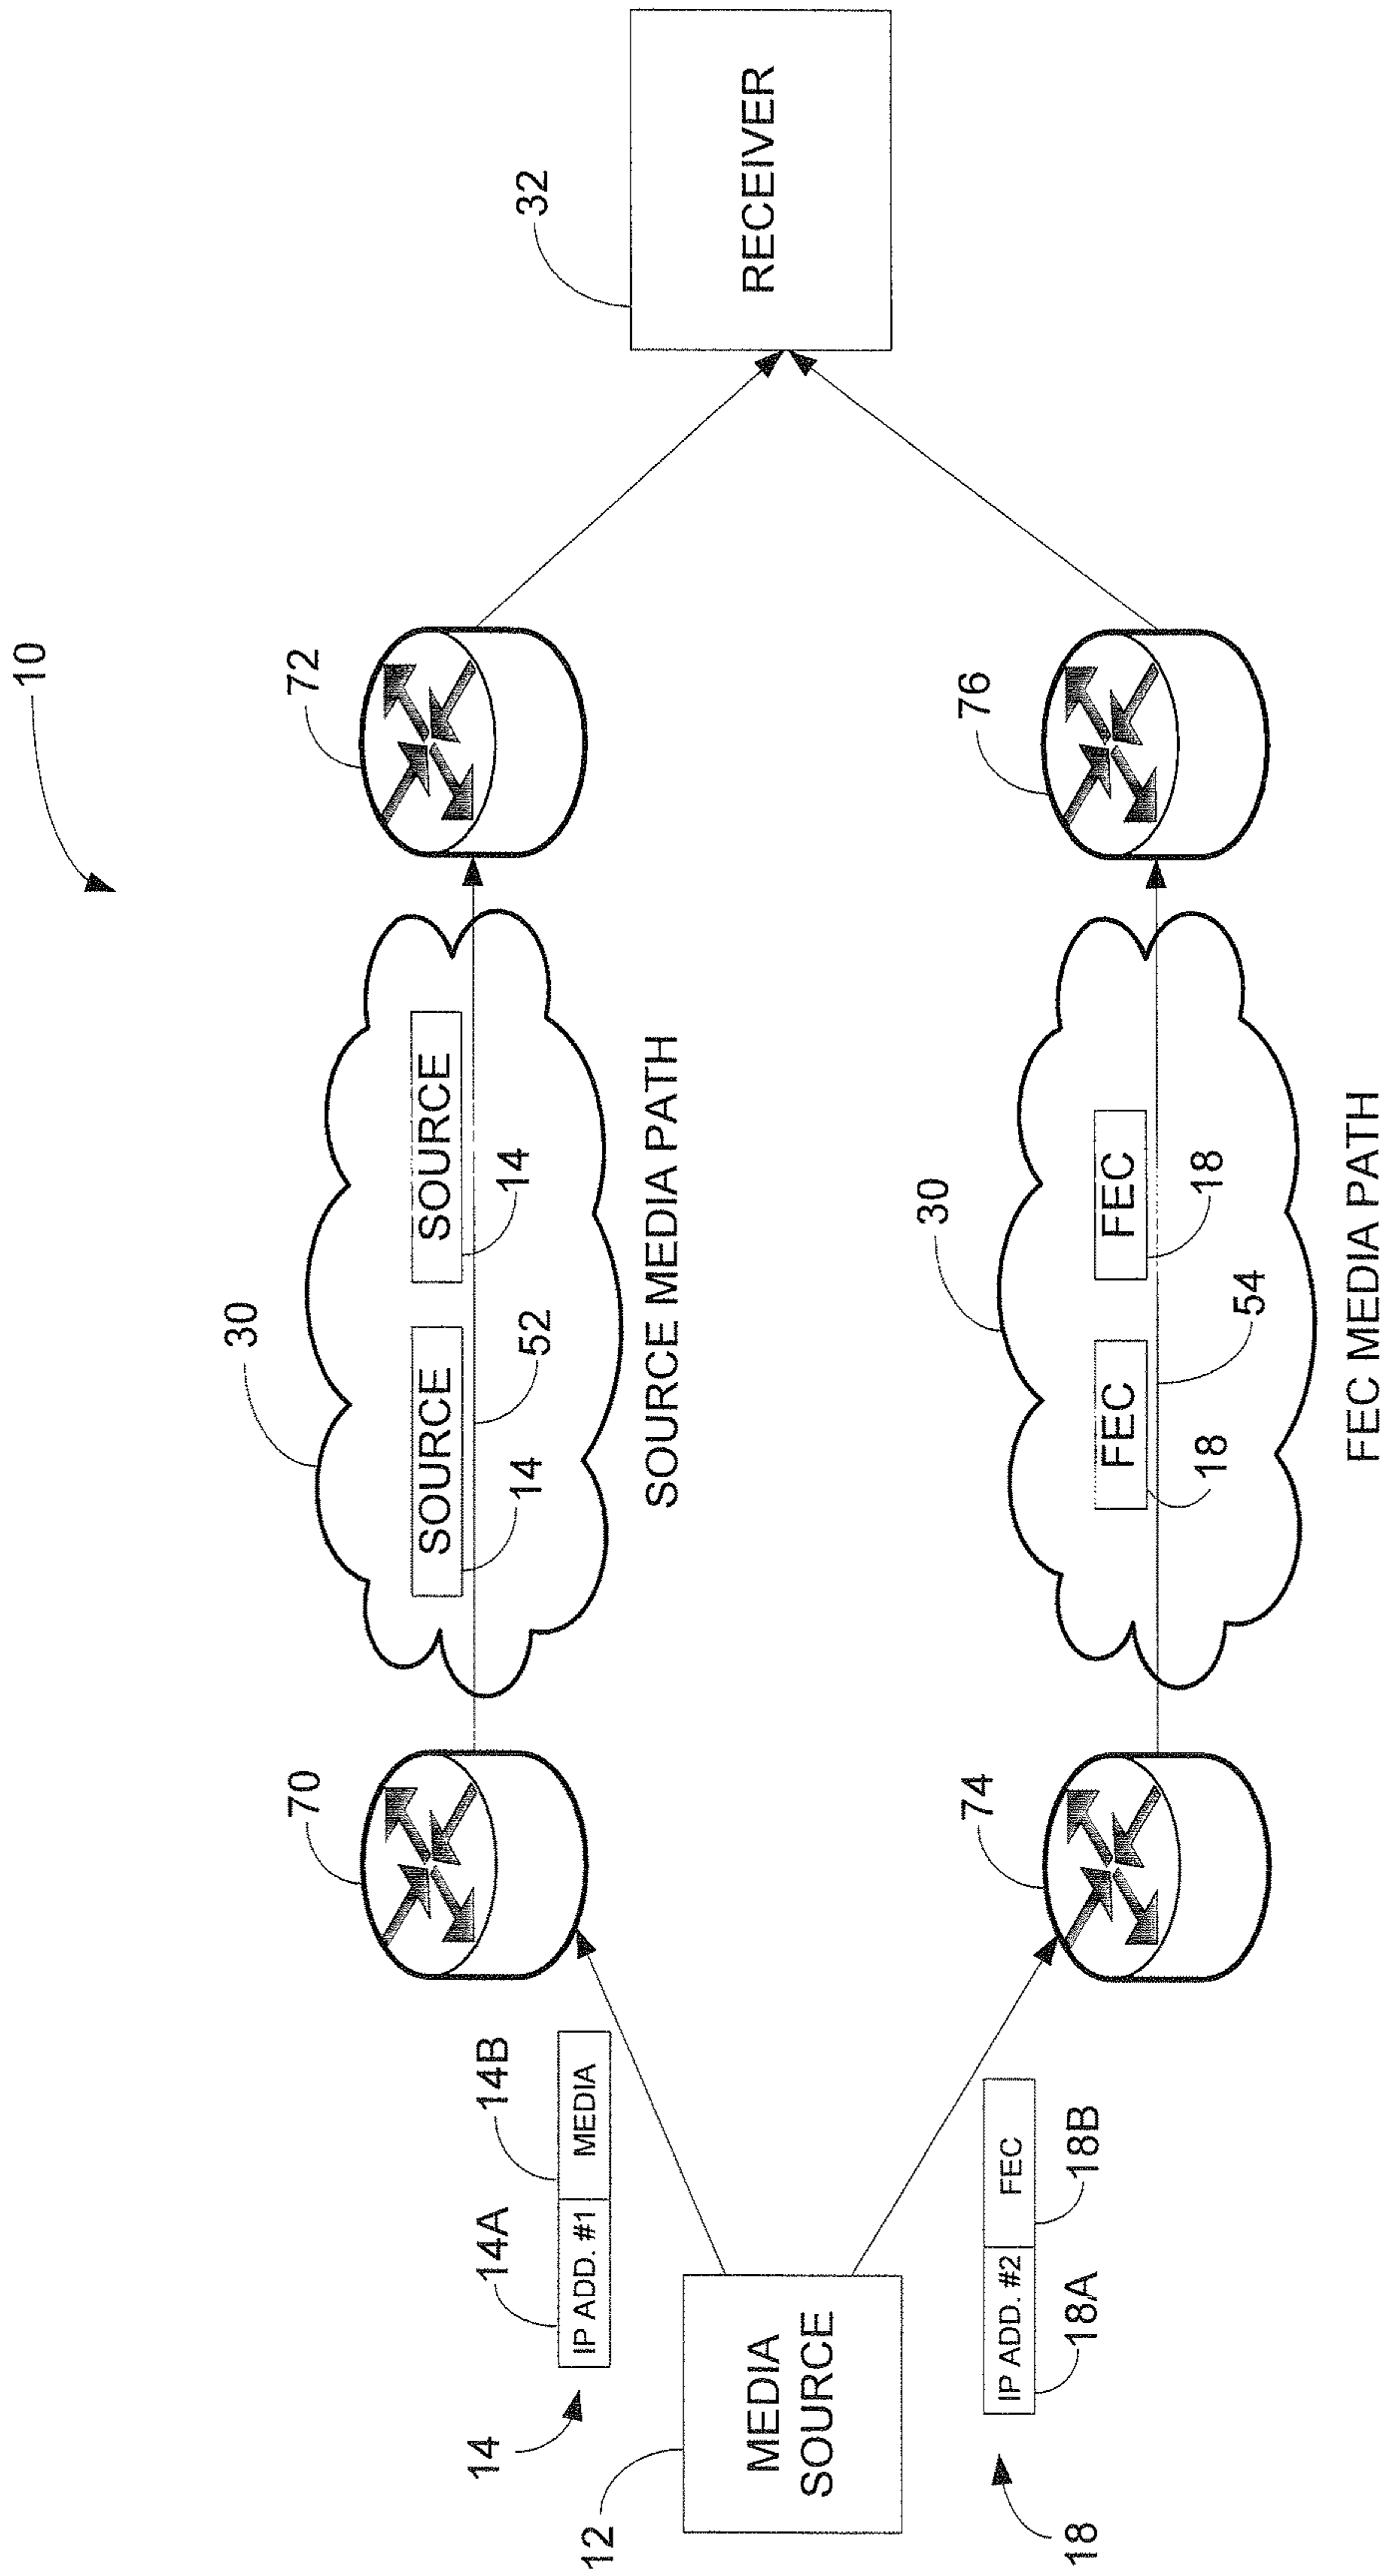 10
70
30
72
SOURCE
SOURCE
14
52
14
SOURCE MEDIA PATH
14
14A
14B
IP ADD. #1
MEDIA
12
MEDIA
SOURCE
32
RECEIVER
18
IP ADD. #2
FEC
18A
18B
74
30
76
FEC
FEC
18
54
18
FEC MEDIA PATH